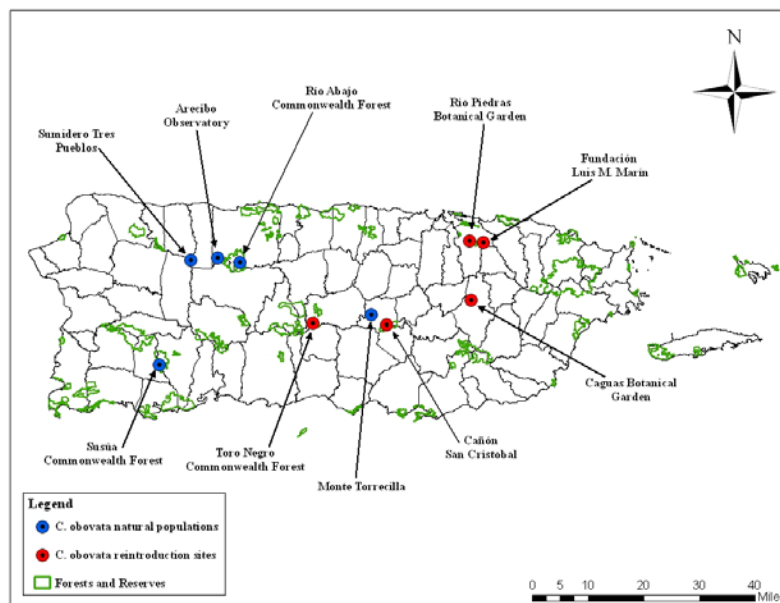 N
Río Abajo
Commonwealth Forest
Río Piedras
Botanical Garden
Arecibo
Observatory
Sumidero Tres
Pueblos
Fundación
Luis M. Marín
Caguas Botanical
Garden
Susúa
Commonwealth Forest
Toro Negro
Commonwealth Forest
Cañón
San Cristobal
Monte Torrecilla
Legend
C. obovata natural populations
C. obovata reintroduction sites
Forests and Reserves
0 5 10 20 30 40
Mile